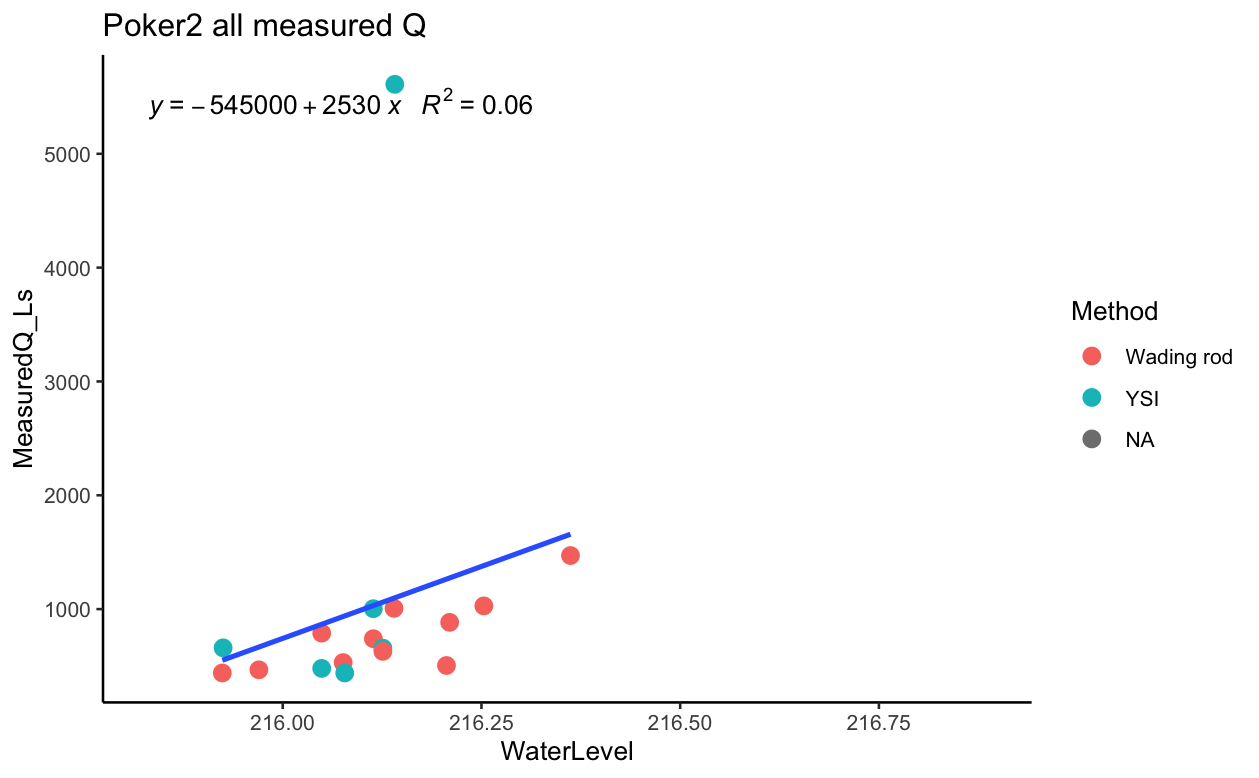 Poker2 all measured Q
y = − 545000 + 2530 x R² = 0.06
5000
4000
3000
2000
1000
MeasuredQ_Ls
216.00 216.25 216.50 216.75
WaterLevel
Method
Wading rod
YSI
NA